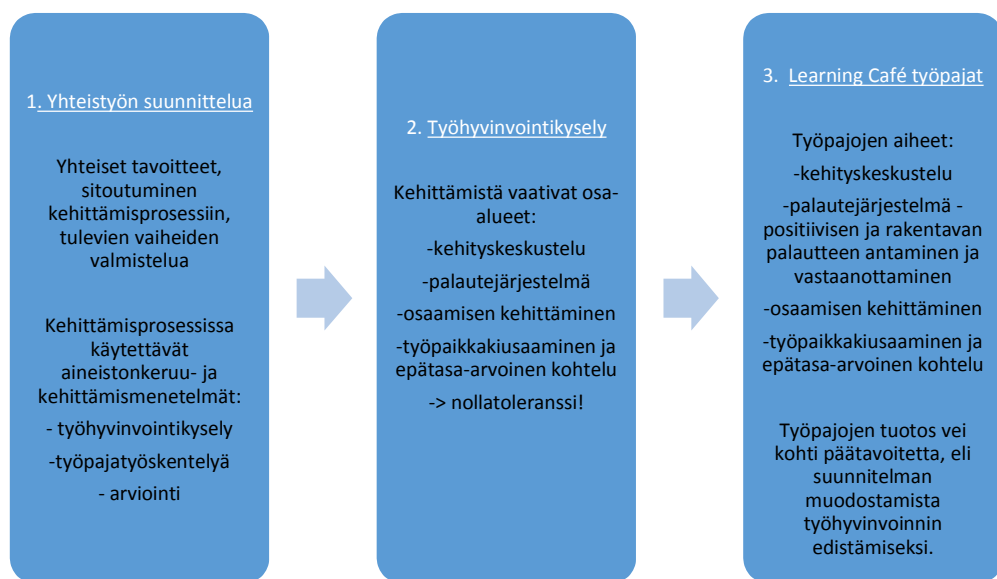 1. Yhteistyön suunnittelua
Yhteiset tavoitteet,
sitoutuminen
kehittämisprosessiin,
tulevien vaiheiden
valmistelua
Kehittämisprosessissa
käytettävät
aineistonkeruu- ja
kehittämismenetelmät:
- työhyvinvointikysely
-työpajatyöskentelyä
- arviointi
2. Työhyvinvointikysely
Kehittämistä vaativat osa-
alueet:
-kehityskeskustelu
-palautejärjestelmä
-osaamisen kehittäminen
-työpaikkakiusaaminen ja
epätasa-arvoinen kohtelu
-> nollatoleranssi!
3. Learning Café työpajat
Työpajojen aiheet:
-kehityskeskustelu
-palautejärjestelmä -
positiivisen ja rakentavan
palautteen antaminen ja
vastaanottaminen
-osaamisen kehittäminen
-työpaikkakiusaaminen ja
epätasa-arvoinen kohtelu
Työpajojen tuotos vei
kohti päätavoitetta, eli
suunnitelman
muodostamista
työhyvinvoinnin
edistämiseksi.